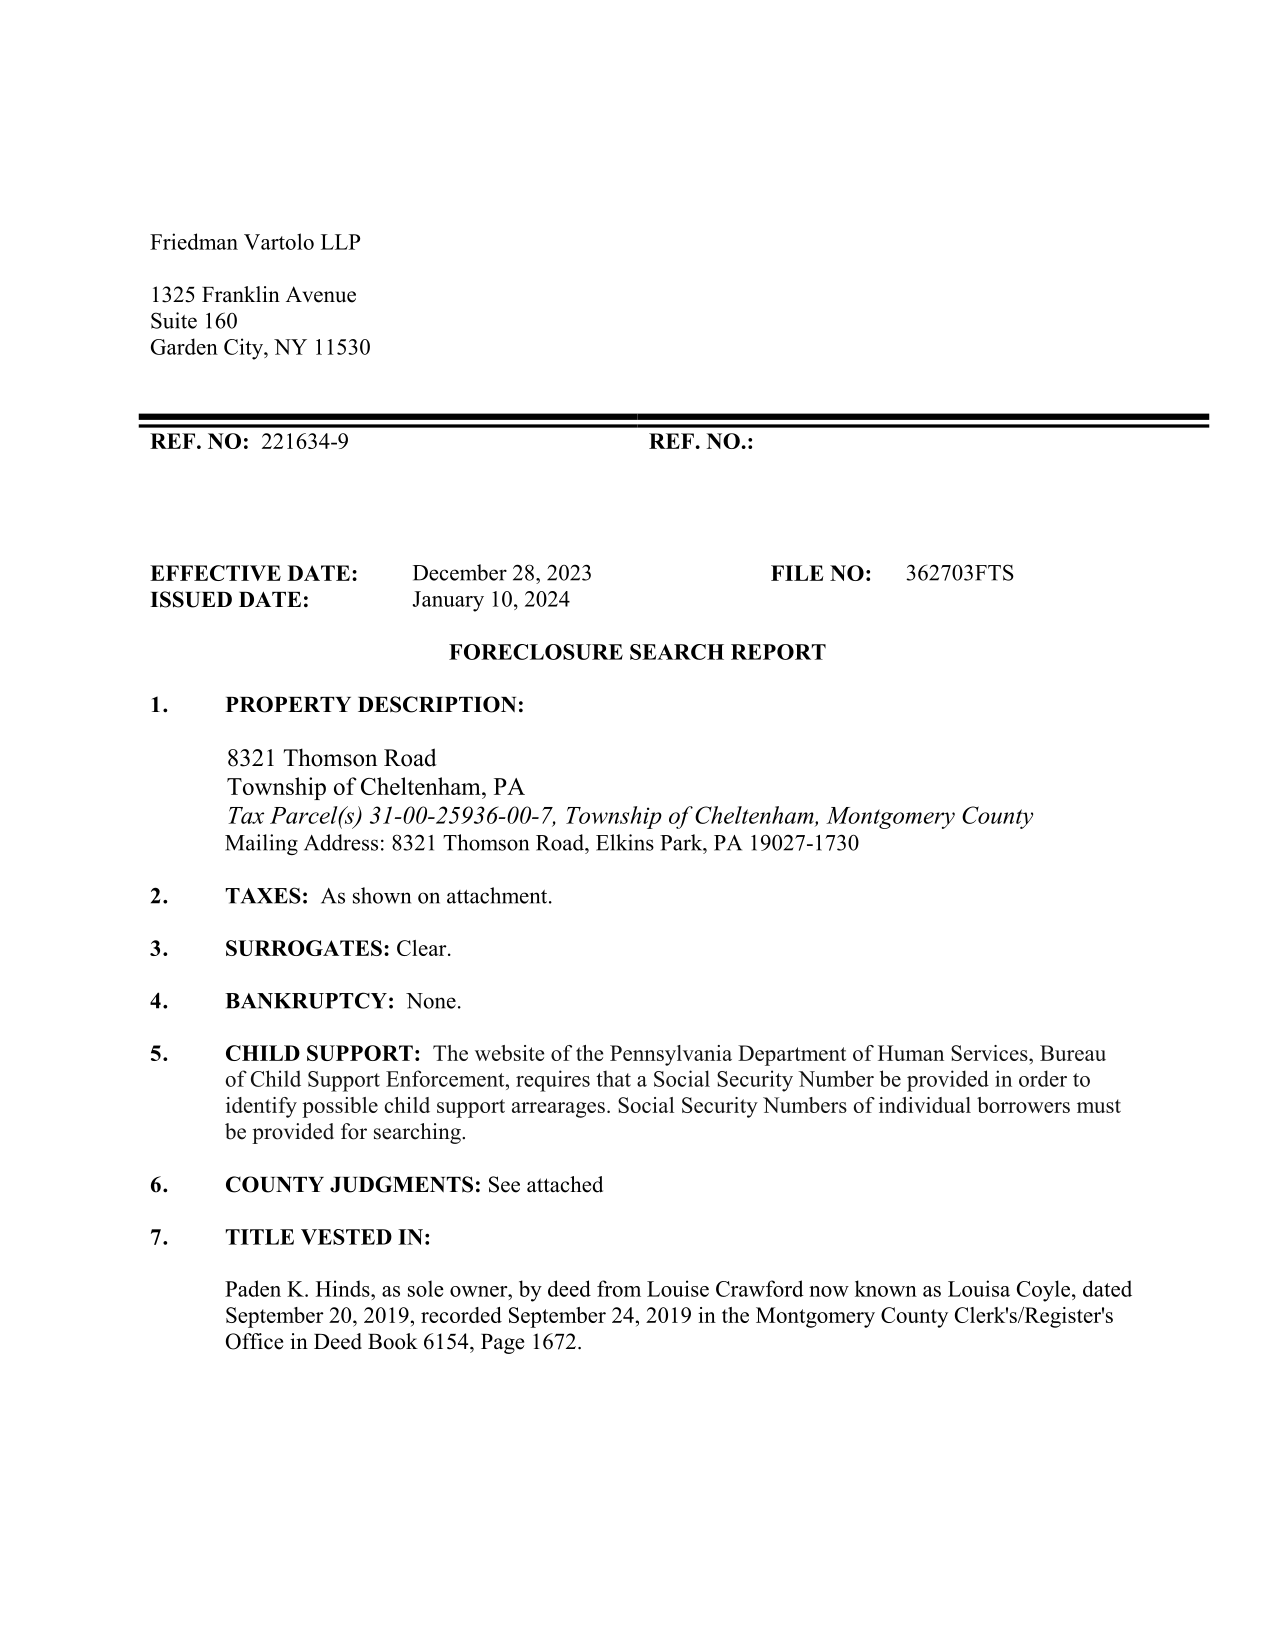 Friedman Vartolo LLP
1325 Franklin Avenue
Suite 160
Garden City, NY 11530
REF. NO: 221634-9 REF. NO.:
EFFECTIVE DATE: December 28, 2023 FILE NO: 362703FTS
ISSUED DATE: January 10, 2024
FORECLOSURE SEARCH REPORT
1. PROPERTY DESCRIPTION:
8321 Thomson Road
Township of Cheltenham, PA
Tax Parcel(s) 31-00-25936-00-7, Township of Cheltenham, Montgomery County
Mailing Address: 8321 Thomson Road, Elkins Park, PA 19027-1730
2. TAXES: As shown on attachment.
3. SURROGATES: Clear.
4. BANKRUPTCY: None.
5. CHILD SUPPORT: The website of the Pennsylvania Department of Human Services, Bureau
of Child Support Enforcement, requires that a Social Security Number be provided in order to
identify possible child support arrearages. Social Security Numbers of individual borrowers must
be provided for searching.
6. COUNTY JUDGMENTS: See attached
7. TITLE VESTED IN:
Paden K. Hinds, as sole owner, by deed from Louise Crawford now known as Louisa Coyle, dated
September 20, 2019, recorded September 24, 2019 in the Montgomery County Clerk's/Register's
Office in Deed Book 6154, Page 1672.